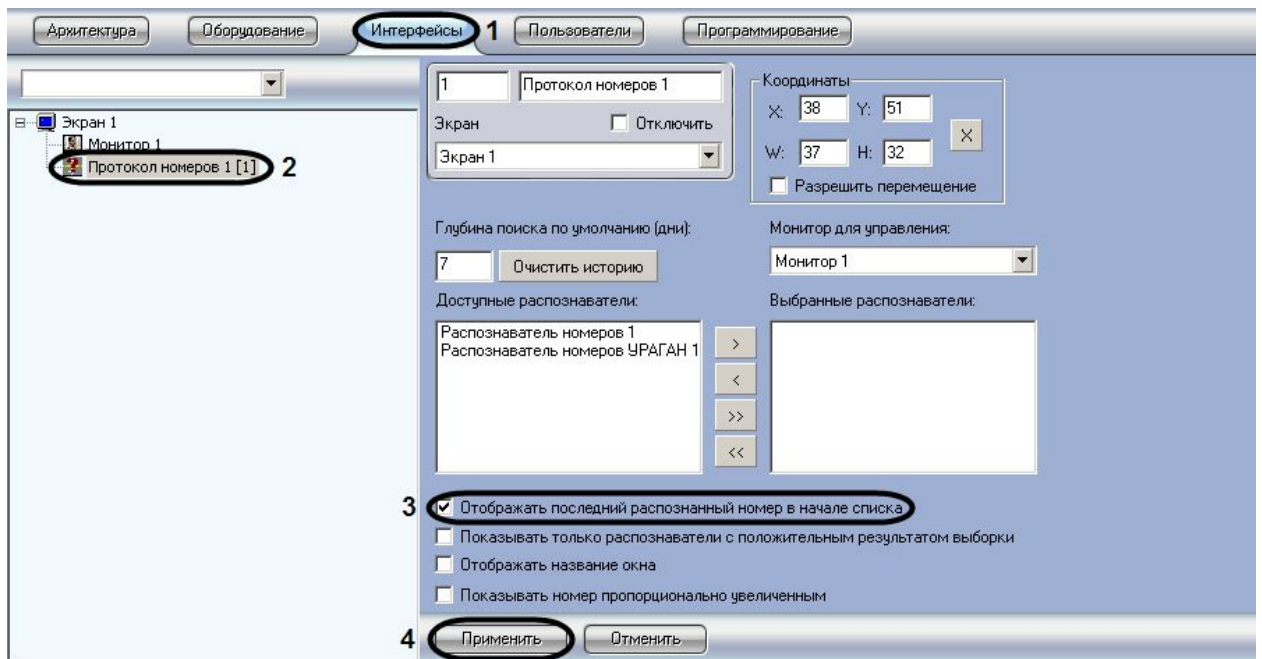 Архитектура Оборудование Интерфейсы 1 Пользователи Программирование
Экран 1
Монитор 1
Протокол номеров 1 [1] 2
1 Протокол номеров 1
Экран Отключить
Экран 1
Координаты
X: 38 Y: 51
X
W: 37 H: 32
Разрешить перемещение
Глубина поиска по умолчанию (дни):
7 Очистить историю
Монитор для управления:
Монитор 1
Доступные распознаватели:
Распознаватель номеров 1
Распознаватель номеров УРАГАН 1
>
<
>>
<<
Выбранные распознаватели:
3 Отображать последний распознанный номер в начале списка
Показывать только распознаватели с положительным результатом выборки
Отображать название окна
Показывать номер пропорционально увеличенным
4 Применить Отменить